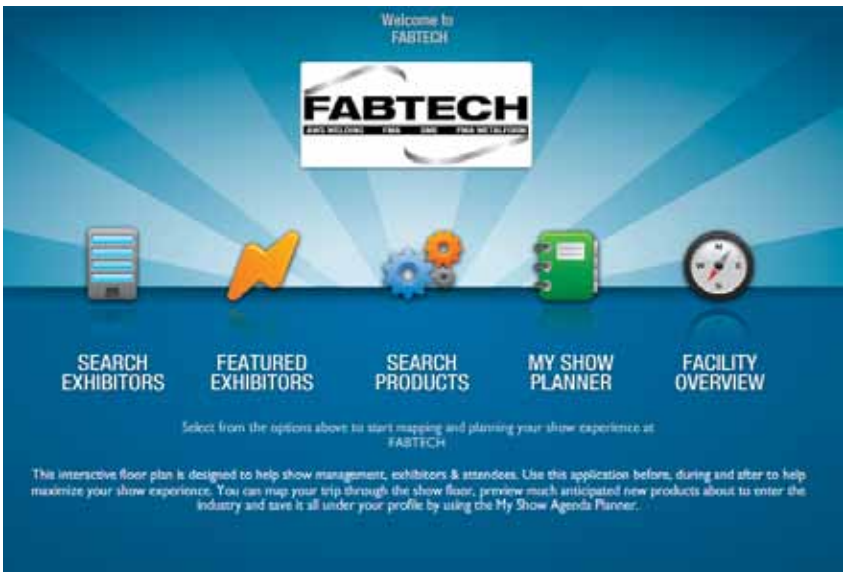 Welcome to
FABTECH
FABTECH
AWS WELDING FMA SME PMA METALFORM
SEARCH
EXHIBITORS
FEATURED
EXHIBITORS
SEARCH
PRODUCTS
MY SHOW
PLANNER
FACILITY
OVERVIEW
Select from the options above to start mapping and planning your show experience at
FABTECH
This interactive floor plan is designed to help show management, exhibitors & attendees. Use this application before, during and after to help
maximize your show experience. You can map your trip through the show floor, preview much anticipated new products about to enter the
industry and save it all under your profile by using the My Show Agenda Planner.